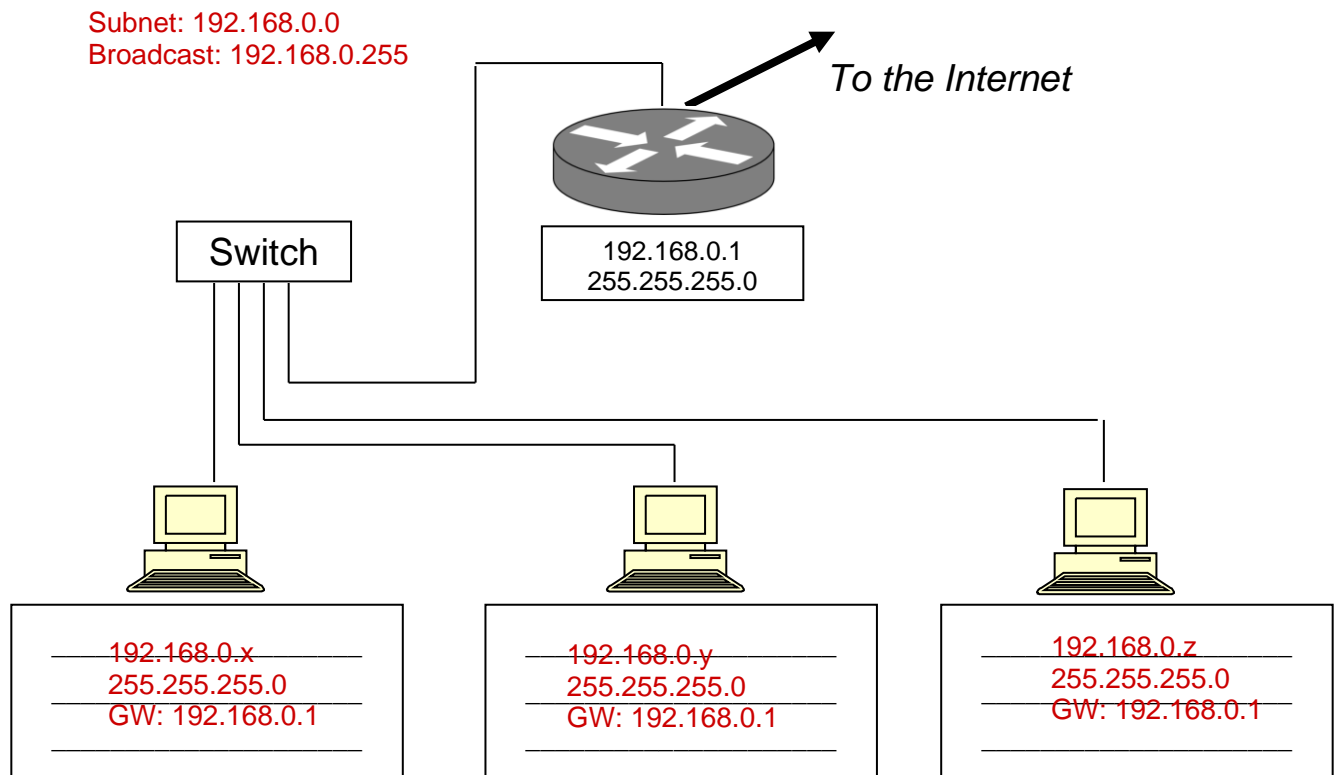 Subnet: 192.168.0.0
Broadcast: 192.168.0.255
To the Internet
Switch
192.168.0.1
255.255.255.0
192.168.0.x
255.255.255.0
GW: 192.168.0.1
192.168.0.y
255.255.255.0
GW: 192.168.0.1
192.168.0.z
255.255.255.0
GW: 192.168.0.1